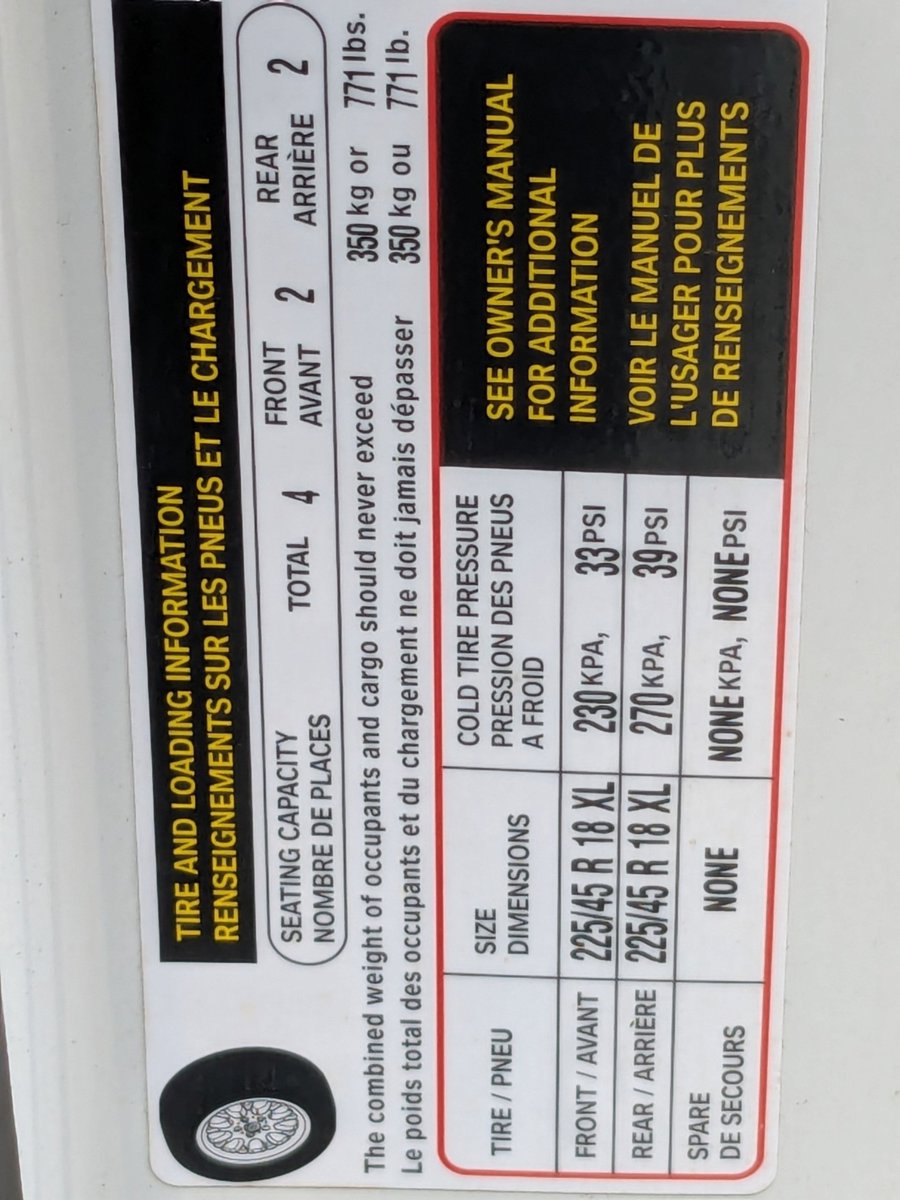 TIRE AND LOADING INFORMATION
RENSEIGNEMENTS SUR LES PNEUS ET LE CHARGEMENT
SEATING CAPACITY
NOMBRE DE PLACES
TOTAL 4
FRONT
AVANT 2
REAR
ARRIÈRE 2
The combined weight of occupants and cargo should never exceed 350 kg or 771 lbs.
Le poids total des occupants et du chargement ne doit jamais dépasser 350 kg ou 771 lb.
TIRE / PNEU
SIZE
DIMENSIONS
COLD TIRE PRESSURE
PRESSION DES PNEUS
A FROID
FRONT / AVANT 225/45 R 18 XL 230 KPA, 33 PSI
REAR / ARRIÈRE 225/45 R 18 XL 270 KPA, 39 PSI
SPARE
DE SECOURS
NONE NONE KPA, NONE PSI
SEE OWNER'S MANUAL
FOR ADDITIONAL
INFORMATION
VOIR LE MANUEL DE
L'USAGER POUR PLUS
DE RENSEIGNEMENTS